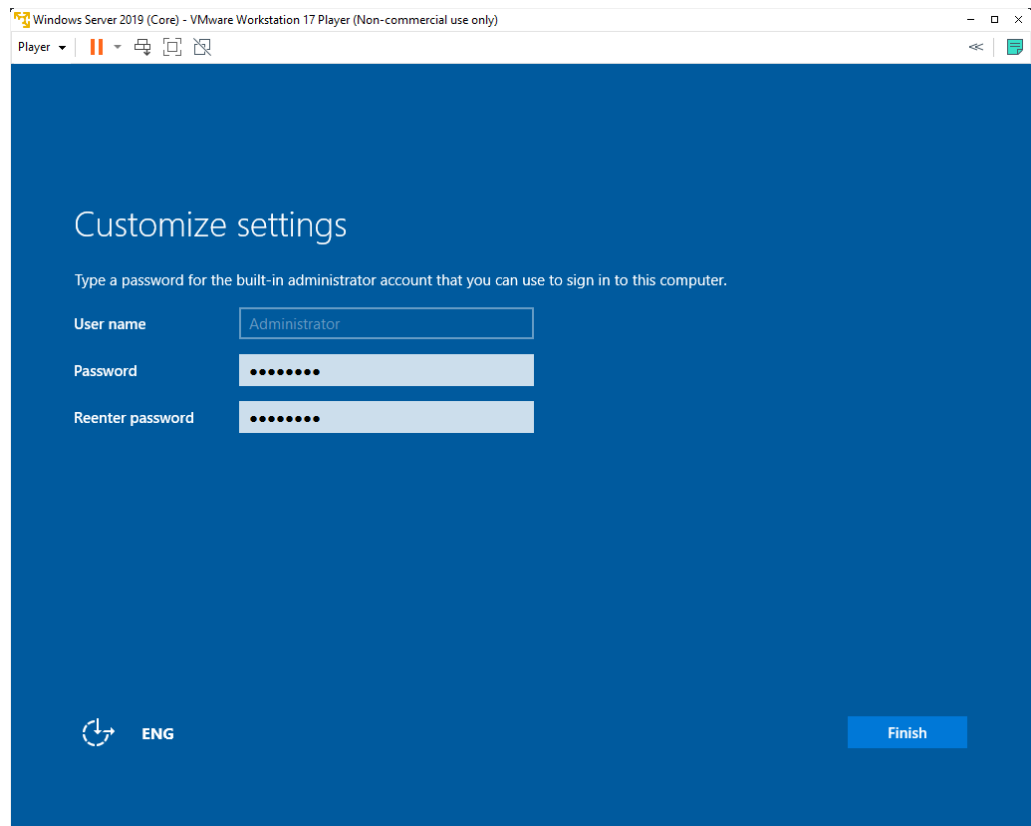 Windows Server 2019 (Core) - VMware Workstation 17 Player (Non-commercial use only)
Player
Customize settings
Type a password for the built-in administrator account that you can use to sign in to this computer.
User name Administrator
Password ●●●●●●●●
Reenter password ●●●●●●●●
ENG Finish